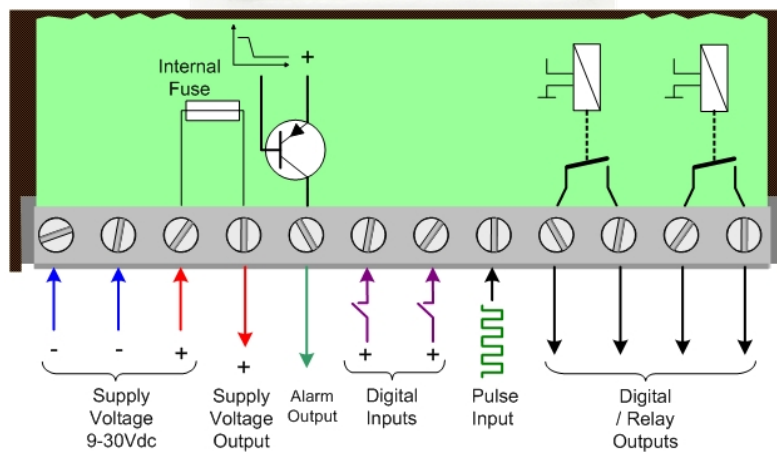 Internal
Fuse
+
- - + + + +
Supply
Voltage
9-30Vdc
Supply
Voltage
Output
Alarm
Output
Digital
Inputs
Pulse
Input
Digital
/ Relay
Outputs